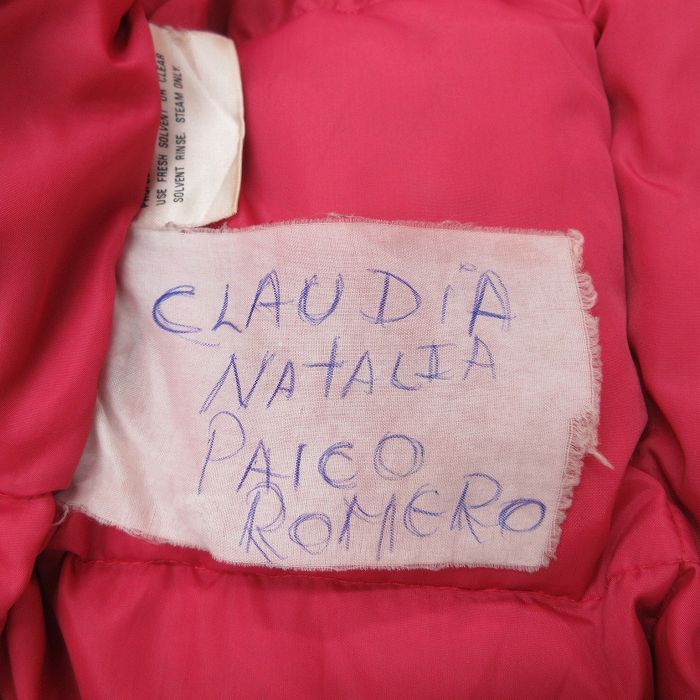 USE FRESH SOLVENT OR CLEAR
SOLVENT RINSE. STEAM ONLY.
CLAUDIA
NATALIA
PAICO
ROMERO